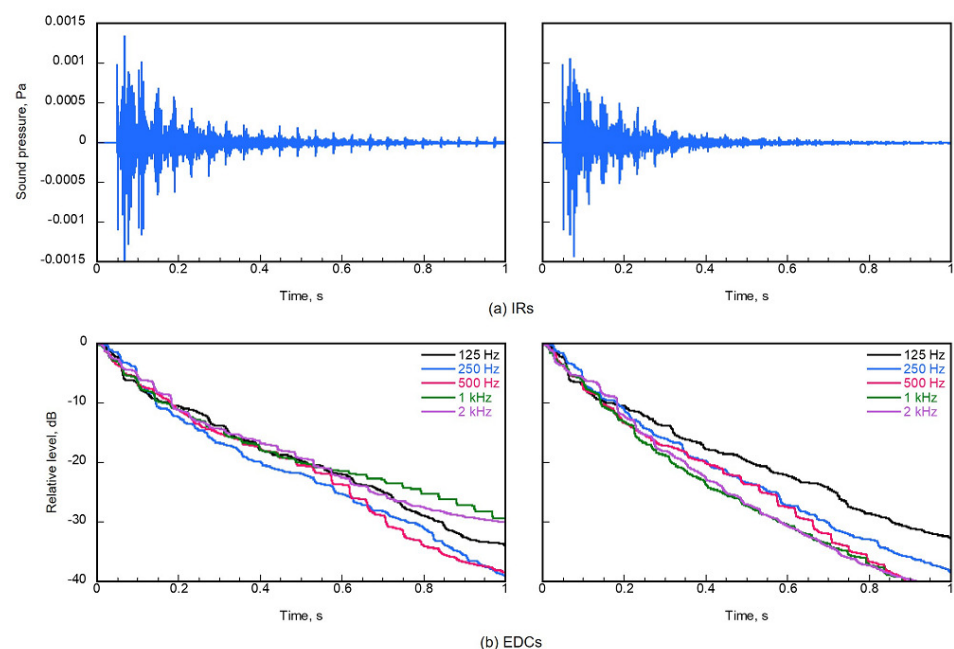 0.0015
0.001
0.0005
0
-0.0005
-0.001
-0.0015
Sound pressure, Pa
0 0.2 0.4 0.6 0.8 1
0 0.2 0.4 0.6 0.8 1
Time, s
Time, s
(a) IRs
0
-10
-20
-30
-40
Relative level, dB
125 Hz
250 Hz
500 Hz
1 kHz
2 kHz
125 Hz
250 Hz
500 Hz
1 kHz
2 kHz
0 0.2 0.4 0.6 0.8 1
0 0.2 0.4 0.6 0.8 1
Time, s
Time, s
(b) EDCs